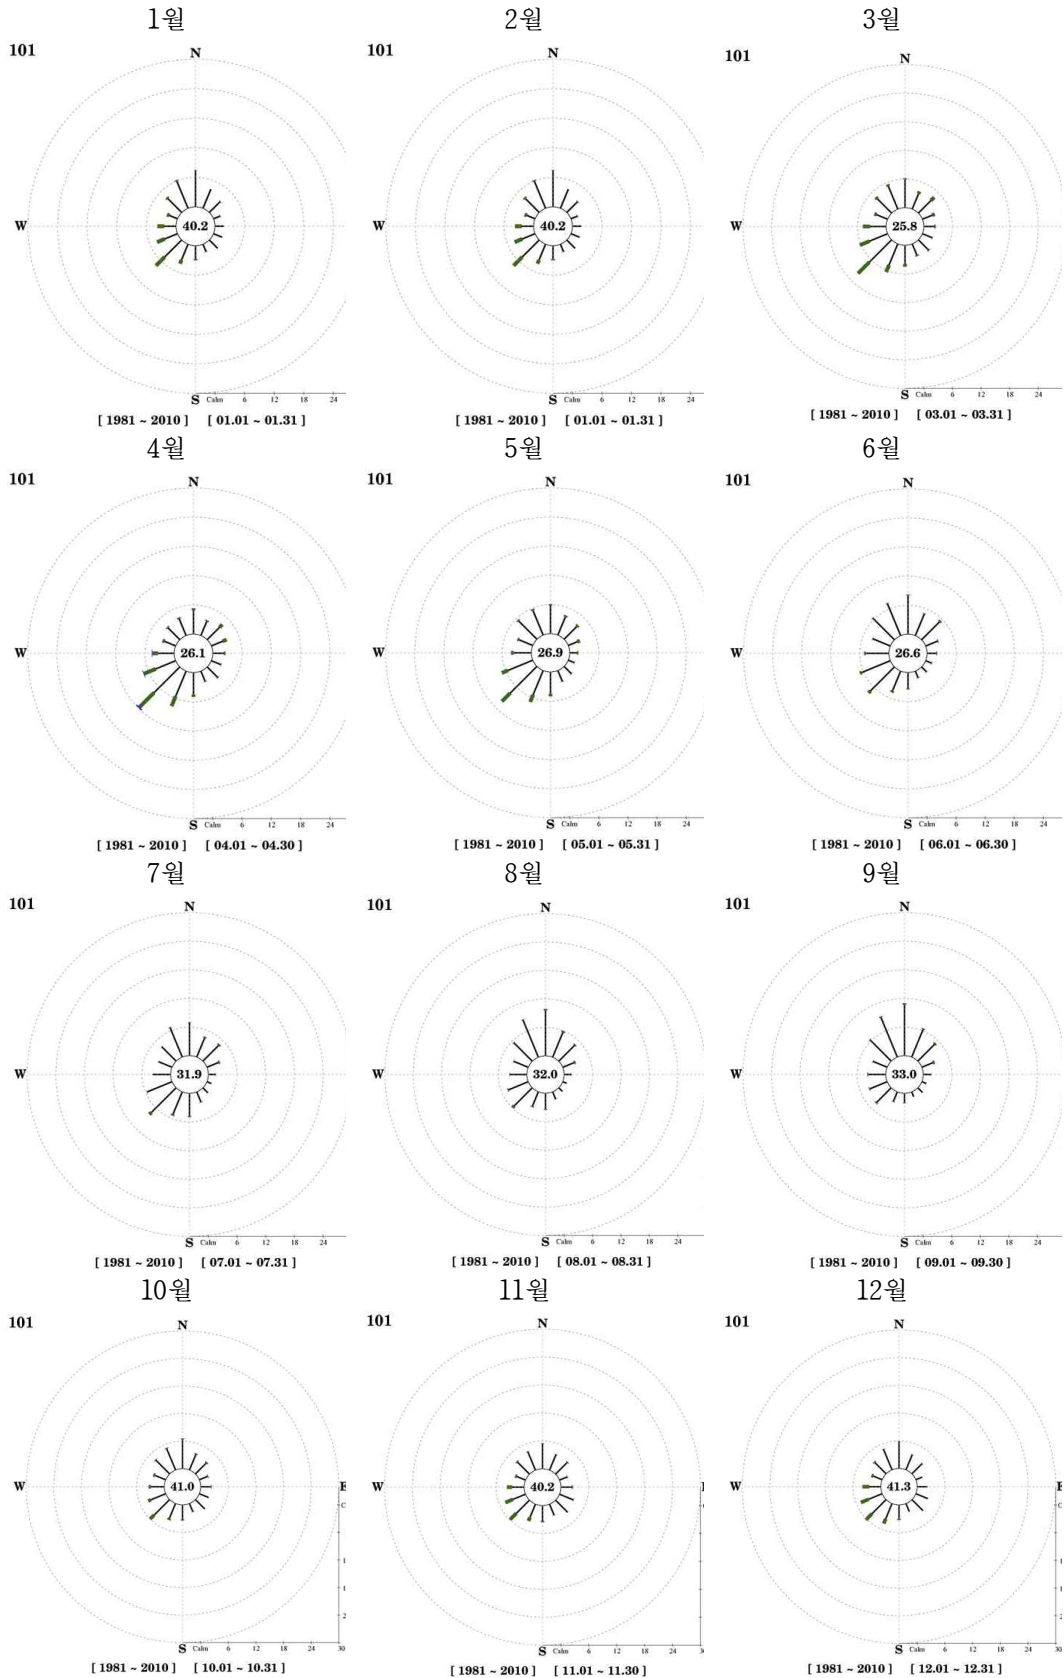 1월 2월 3월
101 N 101 N 101 N
W 40.2 W 40.2 W 25.8
S Calm 6 12 18 24 S Calm 6 12 18 24 S Calm 6 12 18 24
[ 1981 ~ 2010 ] [ 01.01 ~ 01.31 ] [ 1981 ~ 2010 ] [ 01.01 ~ 01.31 ] [ 1981 ~ 2010 ] [ 03.01 ~ 03.31 ]
4월 5월 6월
101 N 101 N 101 N
W 26.1 W 26.9 W 26.6
S Calm 6 12 18 24 S Calm 6 12 18 24 S Calm 6 12 18 24
[ 1981 ~ 2010 ] [ 04.01 ~ 04.30 ] [ 1981 ~ 2010 ] [ 05.01 ~ 05.31 ] [ 1981 ~ 2010 ] [ 06.01 ~ 06.30 ]
7월 8월 9월
101 N 101 N 101 N
W 31.9 W 32.0 W 33.0
S Calm 6 12 18 24 S Calm 6 12 18 24 S Calm 6 12 18 24
[ 1981 ~ 2010 ] [ 07.01 ~ 07.31 ] [ 1981 ~ 2010 ] [ 08.01 ~ 08.31 ] [ 1981 ~ 2010 ] [ 09.01 ~ 09.30 ]
10월 11월 12월
101 N 101 N 101 N
W 41.0 E W 40.2 W 41.3 E
S Calm 6 12 18 24 30 S Calm 6 12 18 24 S Calm 6 12 18 24 30
[ 1981 ~ 2010 ] [ 10.01 ~ 10.31 ] [ 1981 ~ 2010 ] [ 11.01 ~ 11.30 ] [ 1981 ~ 2010 ] [ 12.01 ~ 12.31 ]